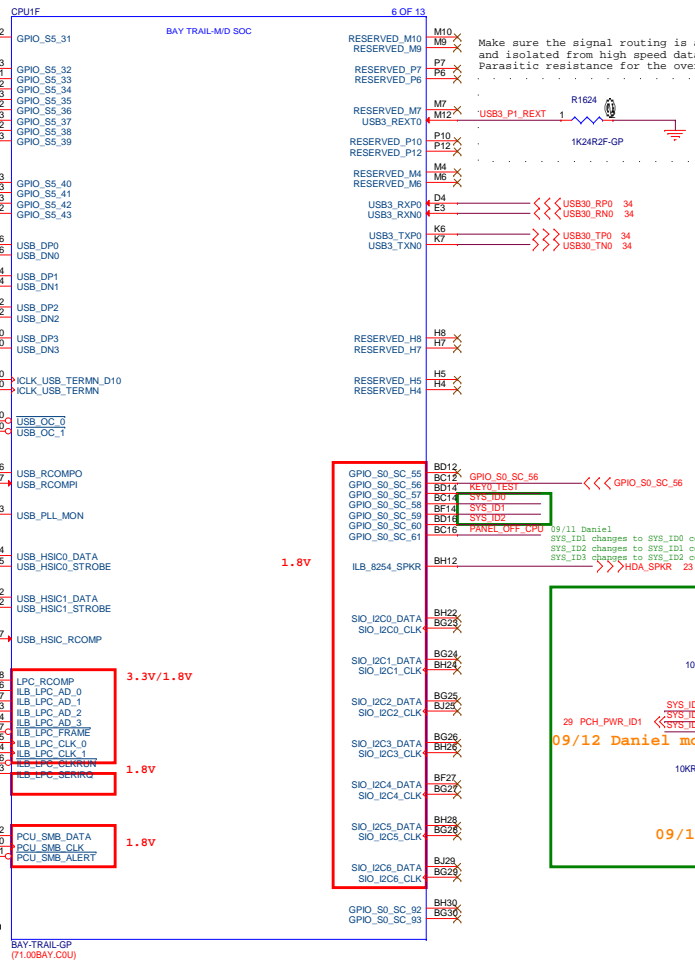 CPU1F
6 OF 13
BAY TRAIL-M/D SOC
GPIO_S5_31
GPIO_S5_32
GPIO_S5_33
GPIO_S5_34
GPIO_S5_35
GPIO_S5_36
GPIO_S5_37
GPIO_S5_38
GPIO_S5_39
GPIO_S5_40
GPIO_S5_41
GPIO_S5_42
GPIO_S5_43
USB_DP0
USB_DN0
USB_DP1
USB_DN1
USB_DP2
USB_DN2
USB_DP3
USB_DN3
ICLK_USB_TERMN_D10
ICLK_USB_TERMN
USB_OC_0
USB_OC_1
USB_RCOMPO
USB_RCOMPI
USB_PLL_MON
USB_HSIC0_DATA
USB_HSIC0_STROBE
USB_HSIC1_DATA
USB_HSIC1_STROBE
USB_HSIC_RCOMP
LPC_RCOMP
ILB_LPC_AD_0
ILB_LPC_AD_1
ILB_LPC_AD_2
ILB_LPC_AD_3
ILB_LPC_FRAME
ILB_LPC_CLK_0
ILB_LPC_CLK_1
ILB_LPC_CLKRUN
ILB_LPC_SERIRQ
3.3V/1.8V
1.8V
PCU_SMB_DATA
PCU_SMB_CLK
PCU_SMB_ALERT
1.8V
BAY-TRAIL-GP
(71.00BAY.C0U)
RESERVED_M10 M10
RESERVED_M9 M9
RESERVED_P7 P7
RESERVED_P6 P6
RESERVED_M7 M7
USB3_REXT0 M12 USB3_P1_REXT
RESERVED_P10 P10
RESERVED_P12 P12
RESERVED_M4 M4
RESERVED_M6 M6
USB3_RXP0 D4 USB30_RP0 34
USB3_RXN0 E3 USB30_RN0 34
USB3_TXP0 K6 USB30_TP0 34
USB3_TXN0 K7 USB30_TN0 34
RESERVED_H8 H8
RESERVED_H7 H7
RESERVED_H5 H5
RESERVED_H4 H4
GPIO_S0_SC_55 BD12
GPIO_S0_SC_56 BC12 GPIO_S0_SC_56 GPIO_S0_SC_56
GPIO_S0_SC_57 BD14 KEY0_TEST
GPIO_S0_SC_58 BC14 SYS_ID0
GPIO_S0_SC_59 BF14 SYS_ID1
GPIO_S0_SC_60 BD16 SYS_ID2
GPIO_S0_SC_61 BC16 PANEL_OFF_CPU
1.8V
ILB_8254_SPKR BH12 HDA_SPKR 23
SIO_I2C0_DATA BH22
SIO_I2C0_CLK BG23
SIO_I2C1_DATA BG24
SIO_I2C1_CLK BH24
SIO_I2C2_DATA BG25
SIO_I2C2_CLK BJ25
SIO_I2C3_DATA BG26
SIO_I2C3_CLK BH26
SIO_I2C4_DATA BF27
SIO_I2C4_CLK BG27
SIO_I2C5_DATA BH28
SIO_I2C5_CLK BG28
SIO_I2C6_DATA BJ29
SIO_I2C6_CLK BG29
GPIO_S0_SC_92 BH30
GPIO_S0_SC_93 BG30
Make sure the signal routing is
and isolated from high speed
Parasitic resistance for the
R1624
1
1K24R2F-GP
09/11 Daniel
SYS_ID1 changes to SYS_ID0
SYS_ID2 changes to SYS_ID1
SYS_ID3 changes to SYS_ID2
29 PCH_PWR_ID1
09/12 Daniel